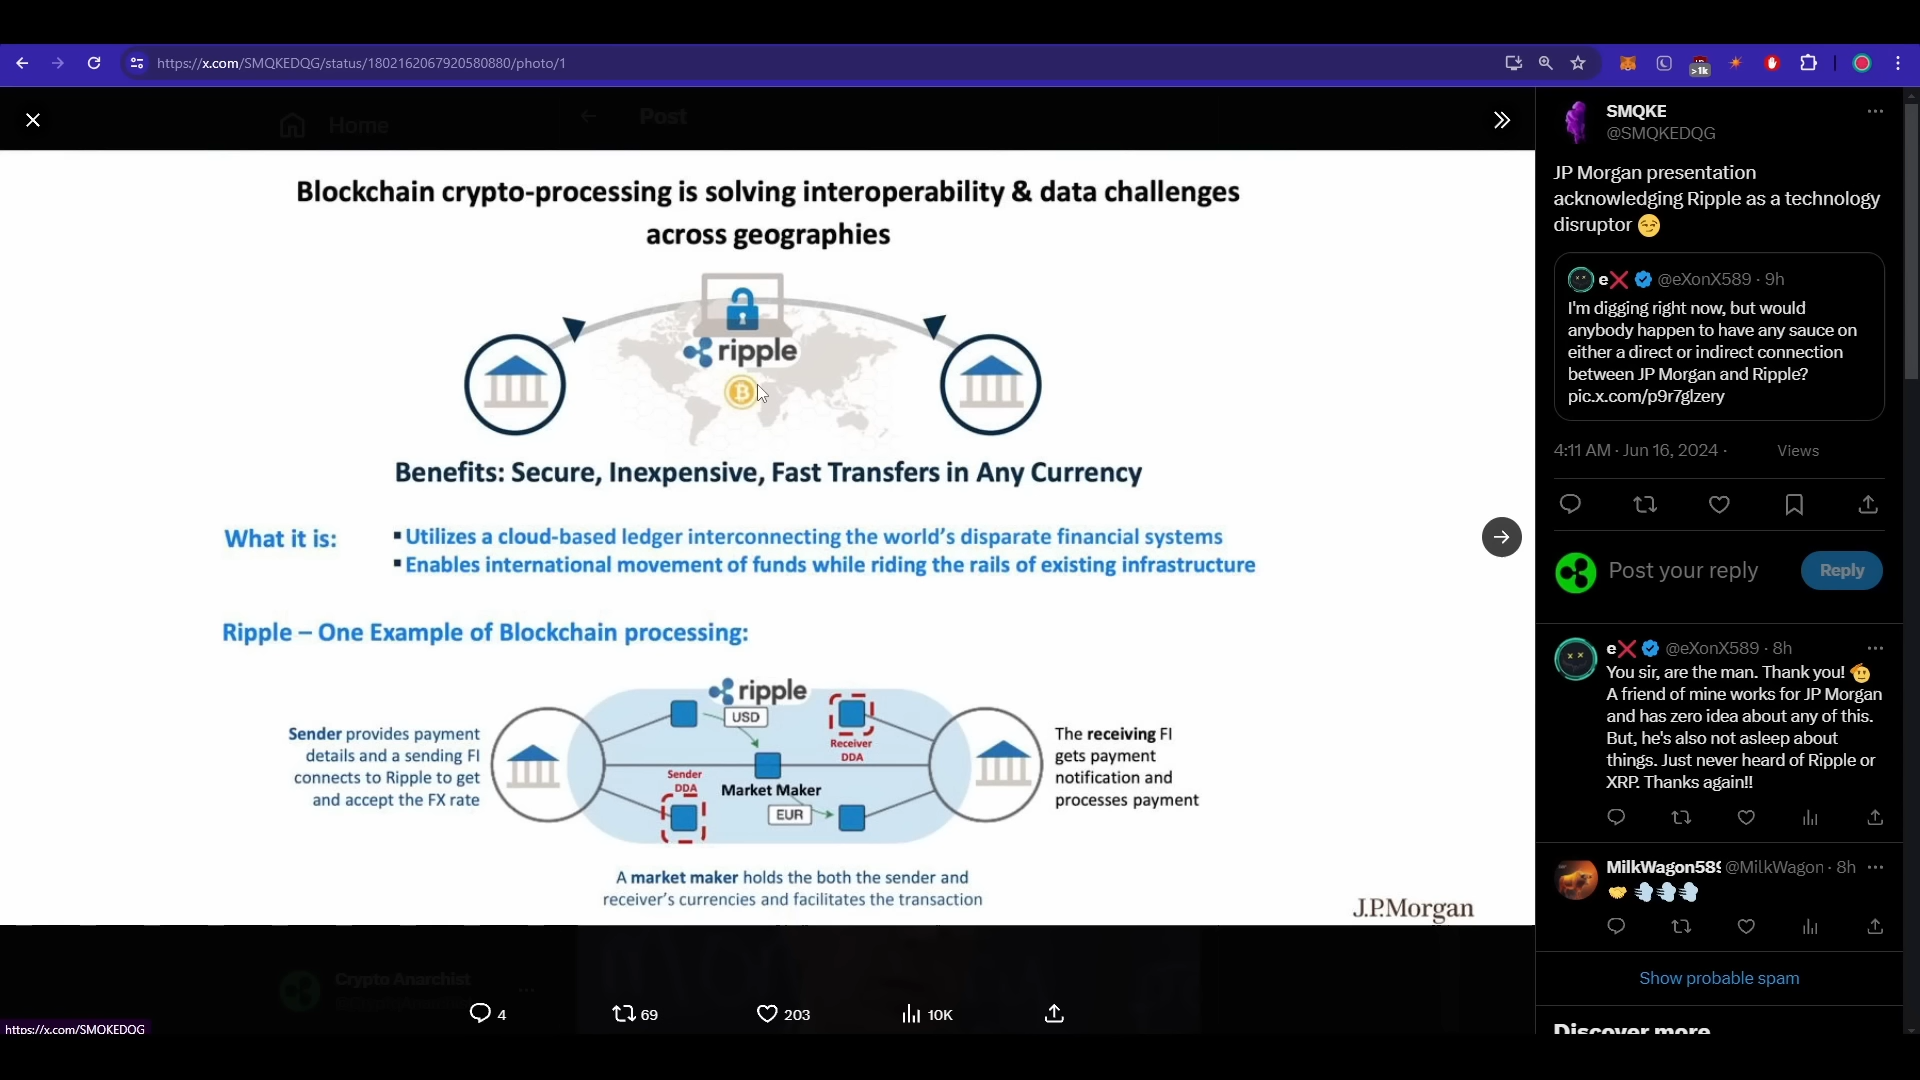 https://x.com/SMQKEDQG/status/1802162067920580880/photo/1
>1k
Home
Post
Blockchain crypto-processing is solving interoperability & data challenges
across geographies
ripple
Benefits: Secure, Inexpensive, Fast Transfers in Any Currency
What it is:
▪ Utilizes a cloud-based ledger interconnecting the world's disparate financial systems
▪ Enables international movement of funds while riding the rails of existing infrastructure
Ripple – One Example of Blockchain processing:
Sender provides payment
details and a sending FI
connects to Ripple to get
and accept the FX rate
ripple
USD
Receiver
DDA
Sender
DDA
Market Maker
EUR
The receiving FI
gets payment
notification and
processes payment
A market maker holds the both the sender and
receiver's currencies and facilitates the transaction
J.P.Morgan
Crypto Anarchist
4
69
203
10K
https://x.com/SMQKEDQG
SMQKE
@SMQKEDQG
JP Morgan presentation
acknowledging Ripple as a technology
disruptor 😏
e❌ @eXonX589 · 9h
I'm digging right now, but would
anybody happen to have any sauce on
either a direct or indirect connection
between JP Morgan and Ripple?
pic.x.com/p9r7glzery
4:11 AM · Jun 16, 2024 ·
Views
Post your reply
Reply
e❌ @eXonX589 · 8h
You sir, are the man. Thank you! 🫡
A friend of mine works for JP Morgan
and has zero idea about any of this.
But, he's also not asleep about
things. Just never heard of Ripple or
XRP. Thanks again!!
MilkWagon589 @MilkWagon · 8h
🤝 💨💨💨
Show probable spam
Discover more